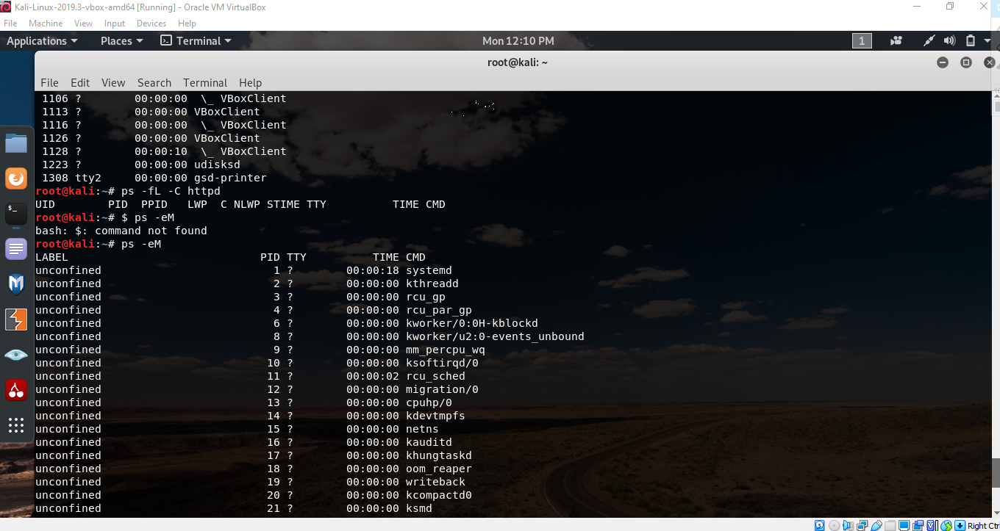 Kali-Linux-2019.3-vbox-amd64 [Running] - Oracle VM VirtualBox
File Machine View Input Devices Help
Applications Places Terminal Mon 12:10 PM 1
root@kali: ~
File Edit View Search Terminal Help
1106 ? 00:00:00 \_ VBoxClient
1113 ? 00:00:00 VBoxClient
1116 ? 00:00:00 \_ VBoxClient
1126 ? 00:00:00 VBoxClient
1128 ? 00:00:10 \_ VBoxClient
1223 ? 00:00:00 udisksd
1308 tty2 00:00:00 gsd-printer
root@kali:~# ps -fL -C httpd
UID PID PPID LWP C NLWP STIME TTY TIME CMD
root@kali:~# $ ps -eM
bash: $: command not found
root@kali:~# ps -eM
LABEL PID TTY TIME CMD
unconfined 1 ? 00:00:18 systemd
unconfined 2 ? 00:00:00 kthreadd
unconfined 3 ? 00:00:00 rcu_gp
unconfined 4 ? 00:00:00 rcu_par_gp
unconfined 6 ? 00:00:00 kworker/0:0H-kblockd
unconfined 8 ? 00:00:00 kworker/u2:0-events_unbound
unconfined 9 ? 00:00:00 mm_percpu_wq
unconfined 10 ? 00:00:00 ksoftirqd/0
unconfined 11 ? 00:00:02 rcu_sched
unconfined 12 ? 00:00:00 migration/0
unconfined 13 ? 00:00:00 cpuhp/0
unconfined 14 ? 00:00:00 kdevtmpfs
unconfined 15 ? 00:00:00 netns
unconfined 16 ? 00:00:00 kauditd
unconfined 17 ? 00:00:00 khungtaskd
unconfined 18 ? 00:00:00 oom_reaper
unconfined 19 ? 00:00:00 writeback
unconfined 20 ? 00:00:00 kcompactd0
unconfined 21 ? 00:00:00 ksmd
Right Ctr